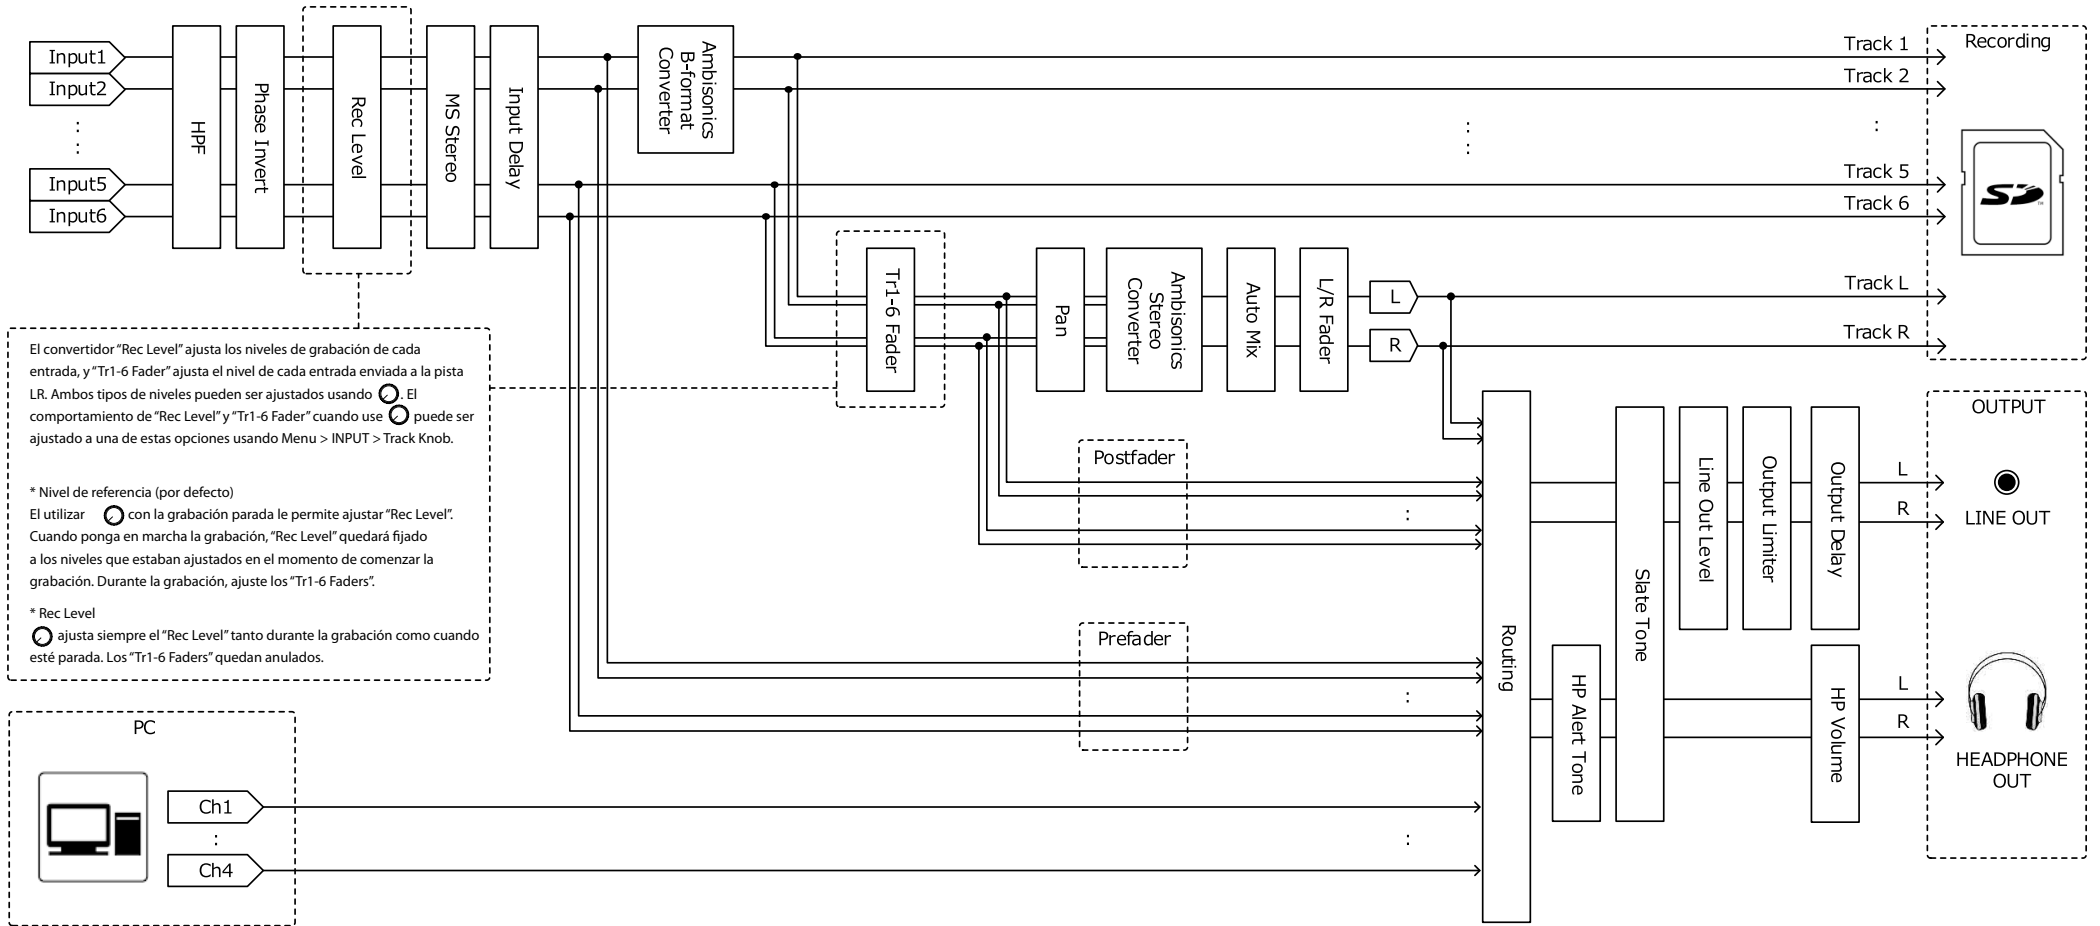 Input1
Input2
Input5
Input6
HPF
Phase Invert
Rec Level
MS Stereo
Input Delay
Ambisonics
B-format
Converter
Track 1
Track 2
Track 5
Track 6
Track L
Track R
Recording
SD
TM
Tr1-6 Fader
Pan
Ambisonics
Stereo
Converter
Auto Mix
L/R Fader
L
R
El convertidor “Rec Level” ajusta los niveles de grabación de cada
entrada, y “Tr1-6 Fader” ajusta el nivel de cada entrada enviada a la pista
LR. Ambos tipos de niveles pueden ser ajustados usando . El
comportamiento de “Rec Level” y “Tr1-6 Fader” cuando use puede ser
ajustado a una de estas opciones usando Menu > INPUT > Track Knob.
* Nivel de referencia (por defecto)
El utilizar con la grabación parada le permite ajustar “Rec Level”.
Cuando ponga en marcha la grabación, “Rec Level” quedará fijado
a los niveles que estaban ajustados en el momento de comenzar la
grabación. Durante la grabación, ajuste los “Tr1-6 Faders”.
* Rec Level
ajusta siempre el “Rec Level” tanto durante la grabación como cuando
esté parada. Los “Tr1-6 Faders” quedan anulados.
Postfader
Prefader
PC
Ch1
Ch4
Routing
HP Alert Tone
Slate Tone
Line Out Level
Output Limiter
Output Delay
HP Volume
L
R
L
R
OUTPUT
LINE OUT
HEADPHONE
OUT